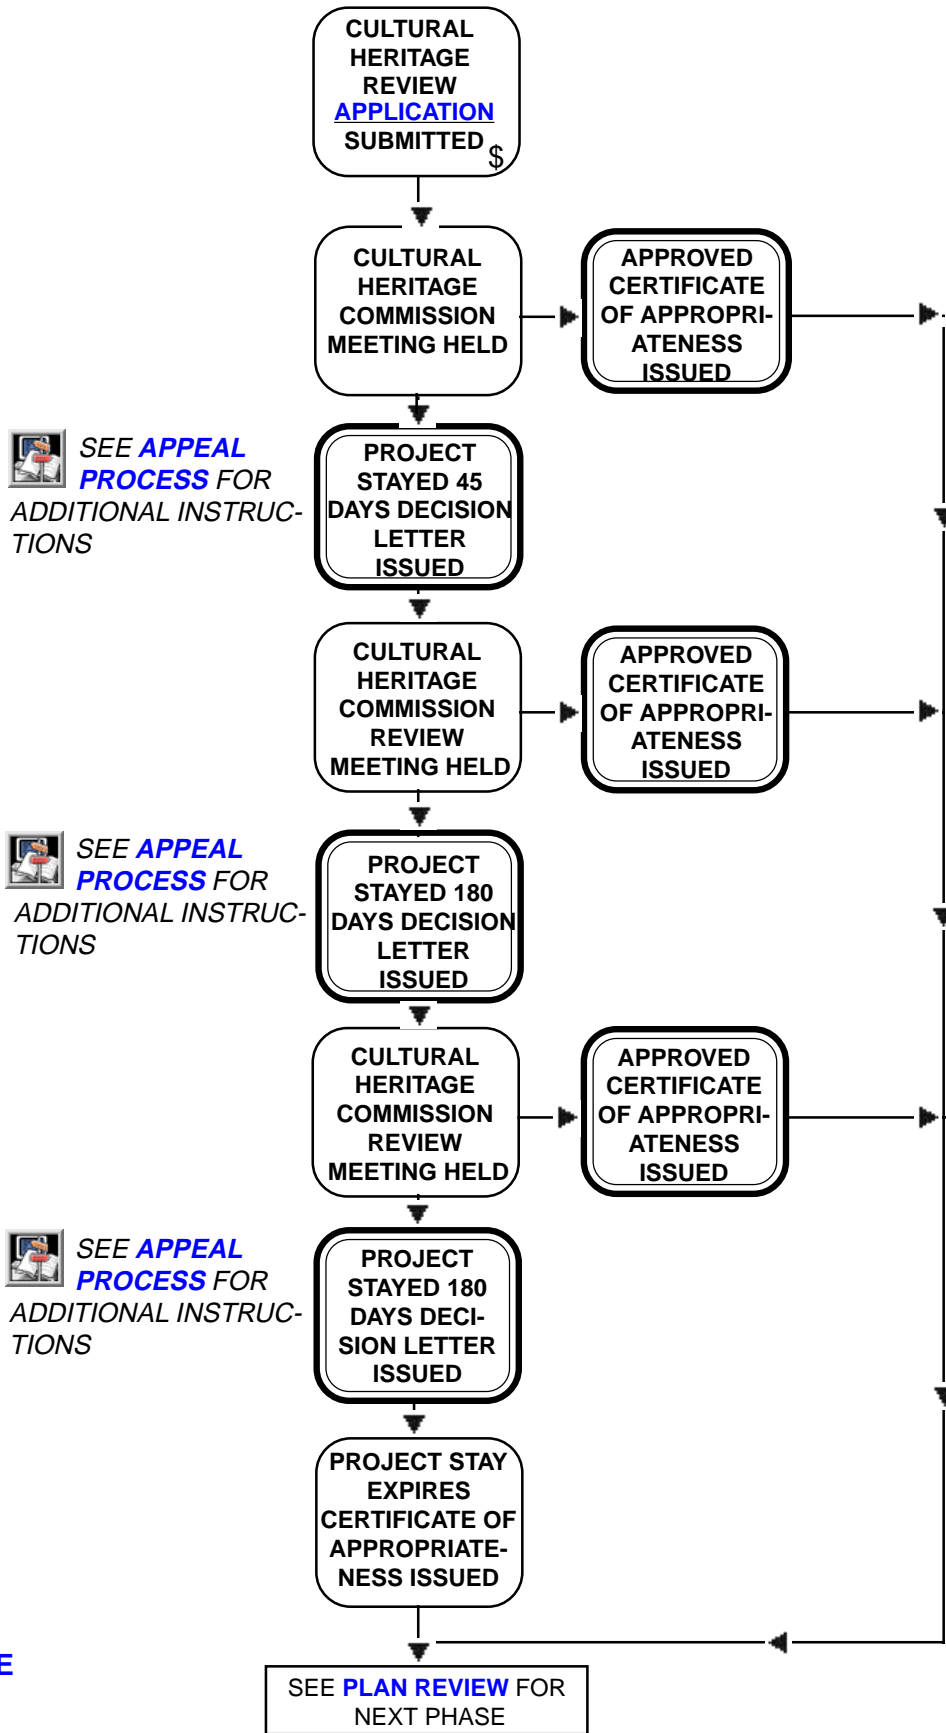 CULTURAL
HERITAGE
REVIEW
APPLICATION
SUBMITTED $
CULTURAL
HERITAGE
COMMISSION
MEETING HELD
APPROVED
CERTIFICATE
OF APPROPRI-
ATENESS
ISSUED
SEE APPEAL
PROCESS FOR
ADDITIONAL INSTRUC-
TIONS
PROJECT
STAYED 45
DAYS DECISION
LETTER
ISSUED
CULTURAL
HERITAGE
COMMISSION
REVIEW
MEETING HELD
APPROVED
CERTIFICATE
OF APPROPRI-
ATENESS
ISSUED
SEE APPEAL
PROCESS FOR
ADDITIONAL INSTRUC-
TIONS
PROJECT
STAYED 180
DAYS DECISION
LETTER
ISSUED
CULTURAL
HERITAGE
COMMISSION
REVIEW
MEETING HELD
APPROVED
CERTIFICATE
OF APPROPRI-
ATENESS
ISSUED
SEE APPEAL
PROCESS FOR
ADDITIONAL INSTRUC-
TIONS
PROJECT
STAYED 180
DAYS DECI-
SION LETTER
ISSUED
PROJECT STAY
EXPIRES
CERTIFICATE OF
APPROPRIATE-
NESS ISSUED
E
SEE PLAN REVIEW FOR
NEXT PHASE